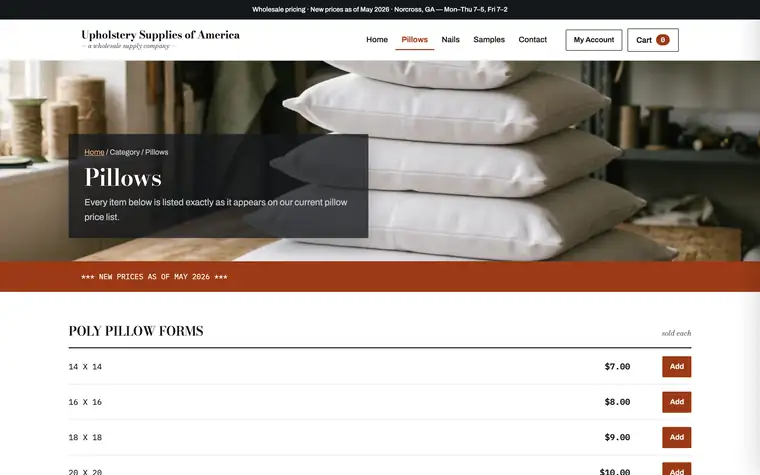 Wholesale pricing · New prices as of May 2026 · Norcross, GA — Mon–Thu 7–5, Fri 7–2
Upholstery Supplies of America
— a wholesale supply company —
Home Pillows Nails Samples Contact My Account Cart 0
Home / Category / Pillows
Pillows
Every item below is listed exactly as it appears on our current pillow
price list.
*** NEW PRICES AS OF MAY 2026 ***
POLY PILLOW FORMS sold each
14 X 14 $7.00 Add
16 X 16 $8.00 Add
18 X 18 $9.00 Add
20 X 20 $10.00 Add